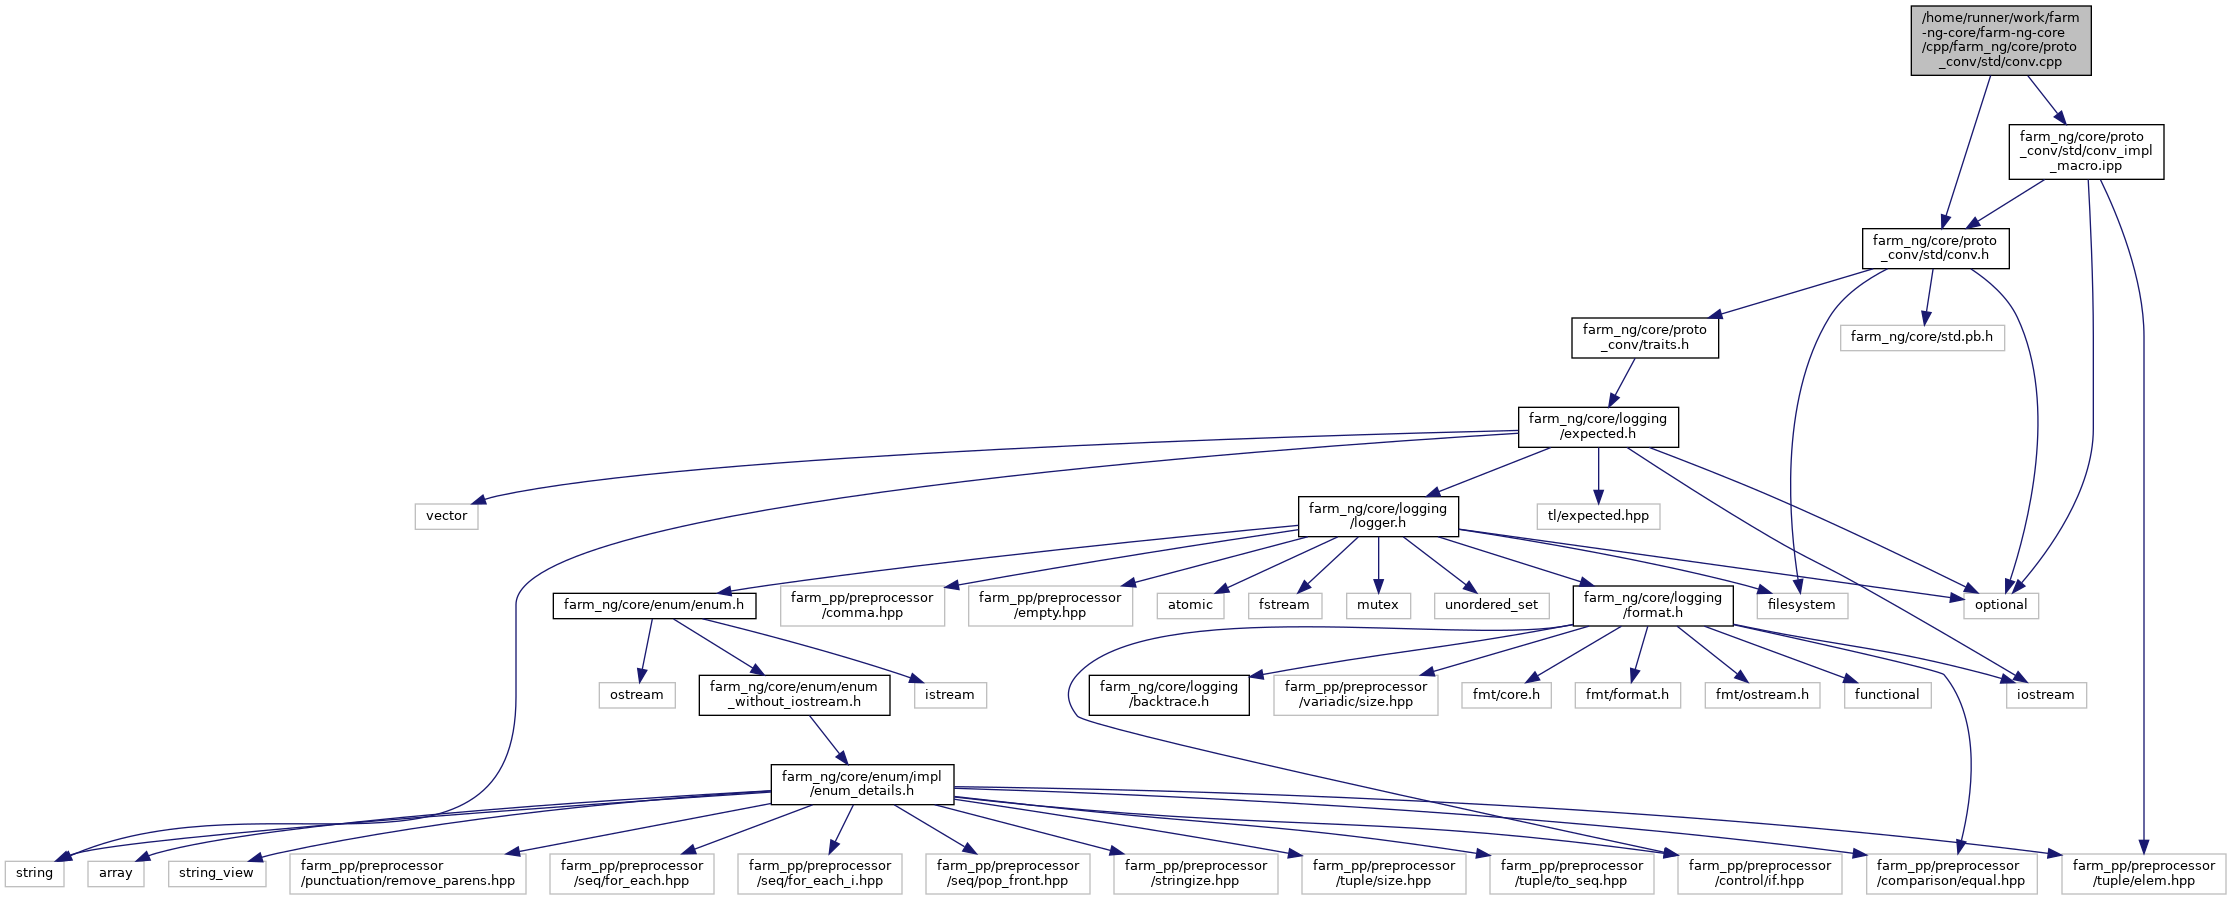 /home/runner/work/farm
-ng-core/farm-ng-core
/cpp/farm_ng/core/proto
_conv/std/conv.cpp
farm_ng/core/proto
_conv/std/conv_impl
_macro.ipp
farm_ng/core/proto
_conv/std/conv.h
farm_ng/core/proto
_conv/traits.h
farm_ng/core/std.pb.h
farm_ng/core/logging
/expected.h
vector
farm_ng/core/logging
/logger.h
tl/expected.hpp
farm_ng/core/enum/enum.h
farm_pp/preprocessor
/comma.hpp
farm_pp/preprocessor
/empty.hpp
atomic
fstream
mutex
unordered_set
farm_ng/core/logging
/format.h
filesystem
optional
ostream
farm_ng/core/enum/enum
_without_iostream.h
istream
farm_ng/core/logging
/backtrace.h
farm_pp/preprocessor
/variadic/size.hpp
fmt/core.h
fmt/format.h
fmt/ostream.h
functional
iostream
farm_ng/core/enum/impl
/enum_details.h
string
array
string_view
farm_pp/preprocessor
/punctuation/remove_parens.hpp
farm_pp/preprocessor
/seq/for_each.hpp
farm_pp/preprocessor
/seq/for_each_i.hpp
farm_pp/preprocessor
/seq/pop_front.hpp
farm_pp/preprocessor
/stringize.hpp
farm_pp/preprocessor
/tuple/size.hpp
farm_pp/preprocessor
/tuple/to_seq.hpp
farm_pp/preprocessor
/control/if.hpp
farm_pp/preprocessor
/comparison/equal.hpp
farm_pp/preprocessor
/tuple/elem.hpp